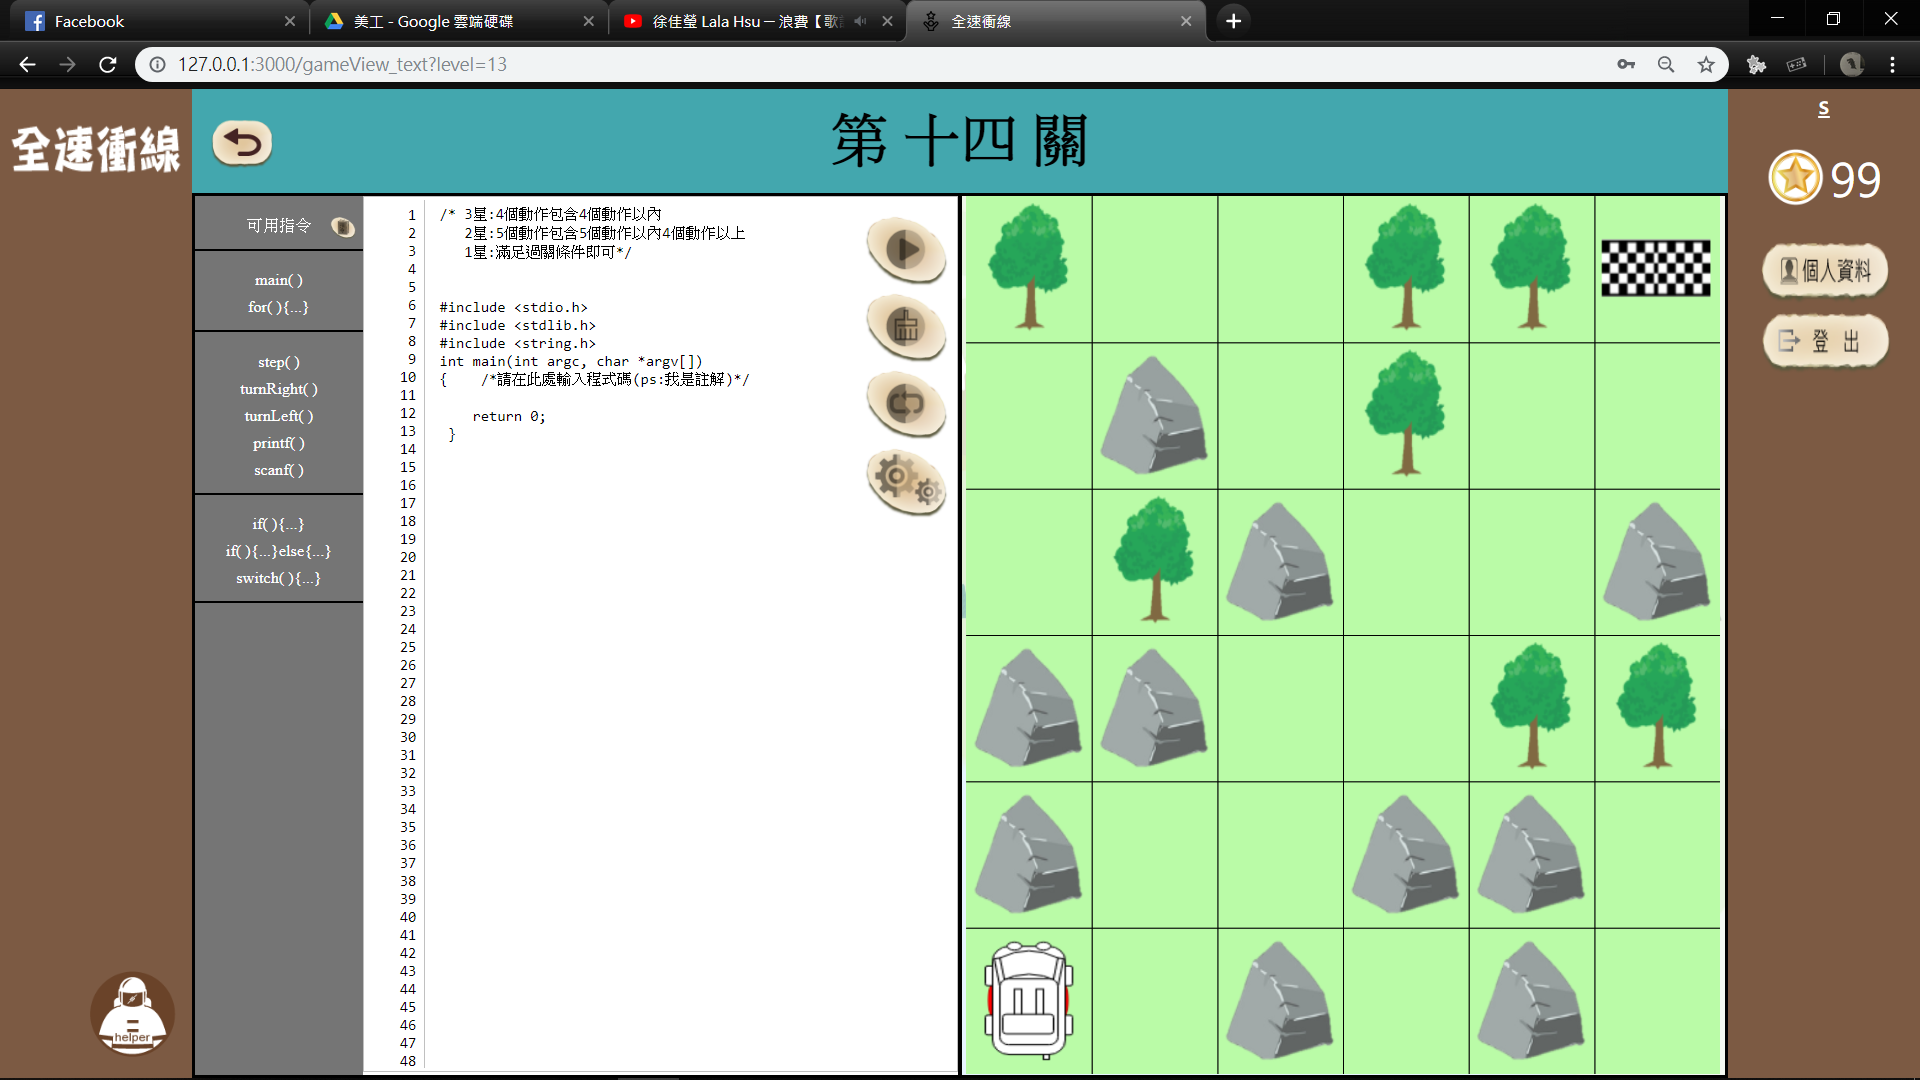 Facebook
美工 - Google 雲端硬碟
徐佳瑩 Lala Hsu － 浪費【歌
全速衝線
127.0.0.1:3000/gameView_text?level=13
全速衝線
第 十四 關
s
99
個人資料
登 出
可用指令
main( )
for( ){...}
step( )
turnRight( )
turnLeft( )
printf( )
scanf( )
if( ){...}
if( ){...}else{...}
switch( ){...}
1 /* 3星:4個動作包含4個動作以內
2 2星:5個動作包含5個動作以內4個動作以上
3 1星:滿足過關條件即可*/
4
5
6 #include <stdio.h>
7 #include <stdlib.h>
8 #include <string.h>
9 int main(int argc, char *argv[])
10 { /*請在此處輸入程式碼(ps:我是註解)*/
11
12 return 0;
13 }
14
15
16
17
18
19
20
21
22
23
24
25
26
27
28
29
30
31
32
33
34
35
36
37
38
39
40
41
42
43
44
45
46
47
48
helper